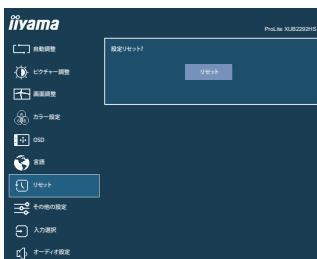 iiyama
ProLite XUB2292HS
自動調整
設定リセット?
ピクチャー調整
リセット
画面調整
カラー設定
OSD
言語
リセット
その他の設定
入力選択
オーディオ設定